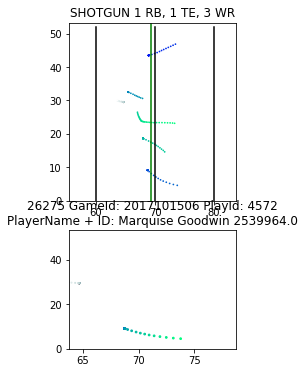 SHOTGUN 1 RB, 1 TE, 3 WR
50
40
30
20
10
0
60 70 80
26275 GameId: 2017101506 PlayId: 4572
PlayerName + ID: Marquise Goodwin 2539964.0
40
20
0
65 70 75